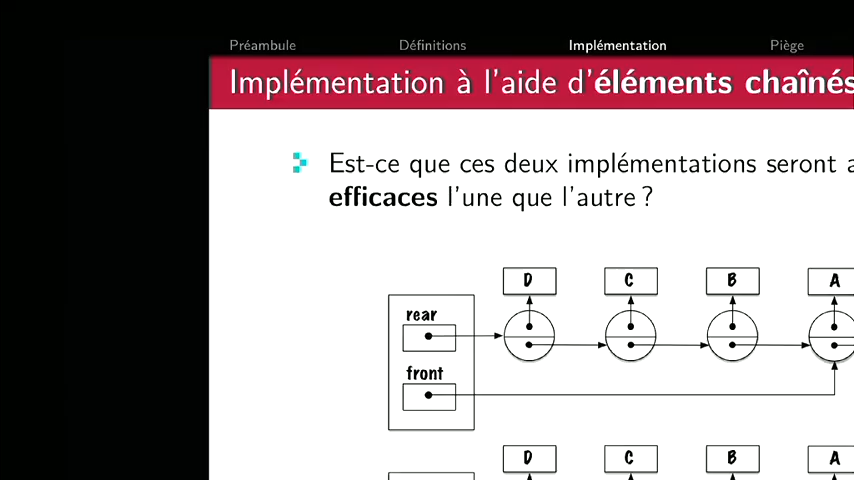 Préambule Définitions Implémentation Piège
Implémentation à l'aide d'éléments chaînés
Est-ce que ces deux implémentations seront
efficaces l'une que l'autre ?
D C B A
rear
front
D C B A